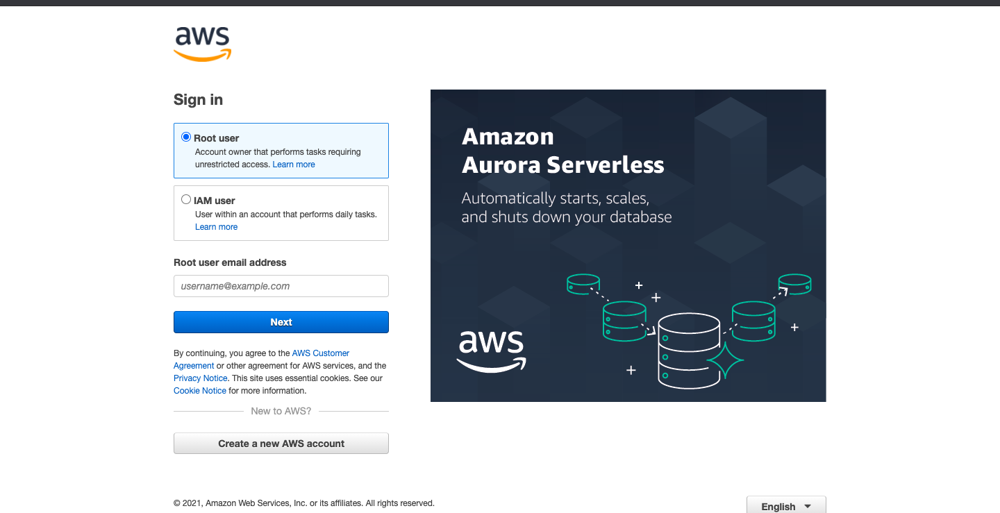 aws
Sign in
Root user
Account owner that performs tasks requiring
unrestricted access. Learn more
IAM user
User within an account that performs daily tasks.
Learn more
Root user email address
username@example.com
Next
By continuing, you agree to the AWS Customer
Agreement or other agreement for AWS services, and the
Privacy Notice. This site uses essential cookies. See our
Cookie Notice for more information.
New to AWS?
Create a new AWS account
Amazon
Aurora Serverless
Automatically starts, scales,
and shuts down your database
aws
© 2021, Amazon Web Services, Inc. or its affiliates. All rights reserved.
English